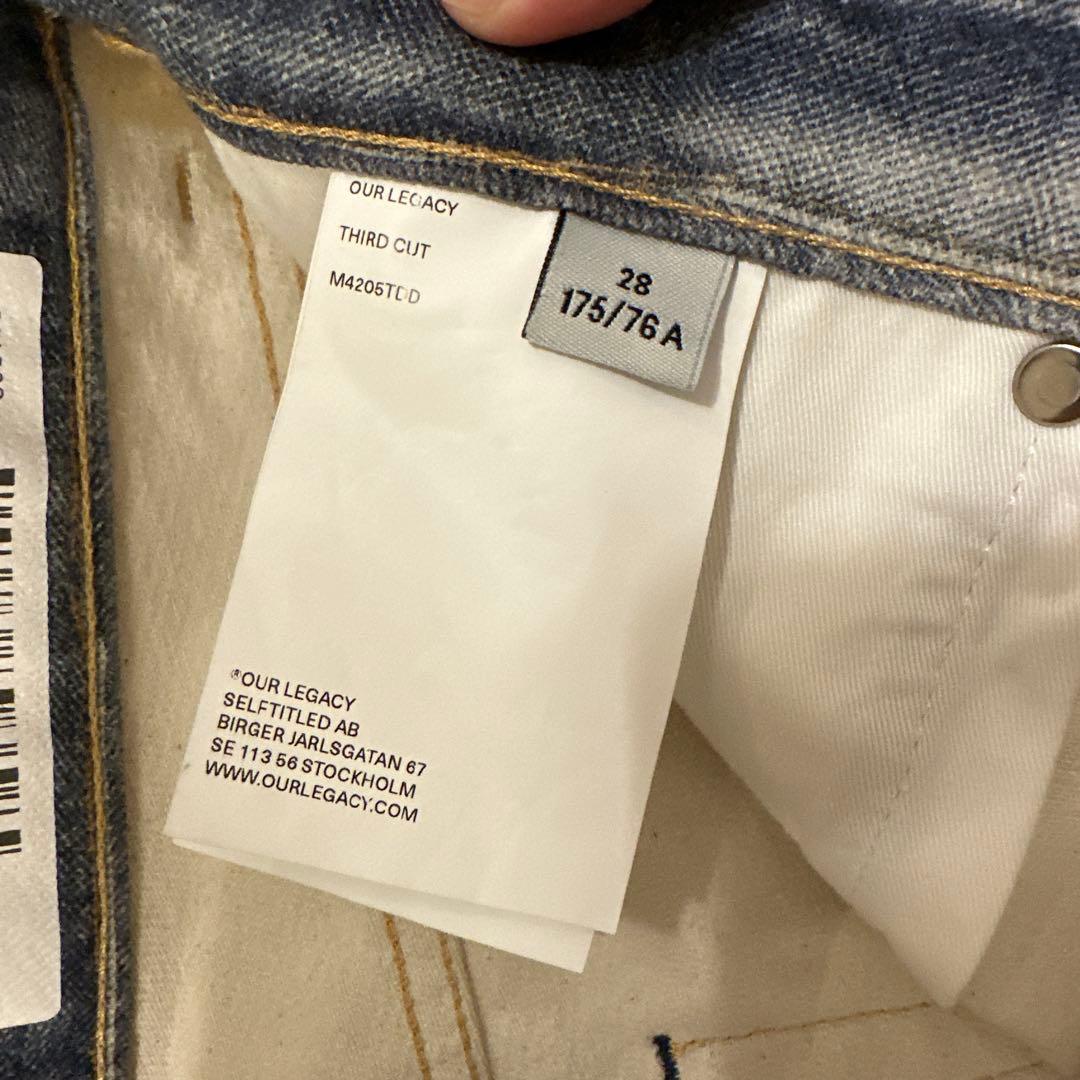 OUR LEGACY
THIRD CUT
M4205TDD
28
175/76 A
®OUR LEGACY
SELFTITLED AB
BIRGER JARLSGATAN 67
SE 113 56 STOCKHOLM
WWW.OURLEGACY.COM